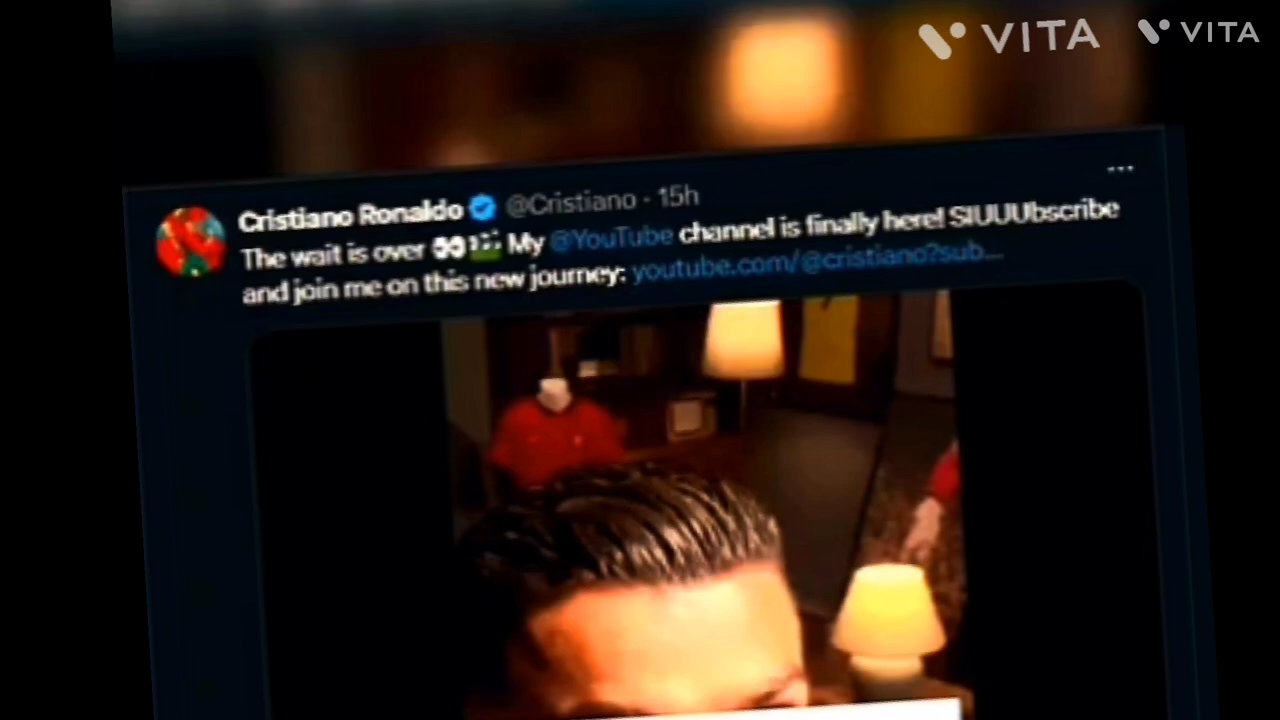 VITA VITA
Cristiano Ronaldo @Cristiano · 15h
The wait is over 👀🎬 My @YouTube channel is finally here! SIUUUbscribe
and join me on this new journey: youtube.com/@cristiano?sub...